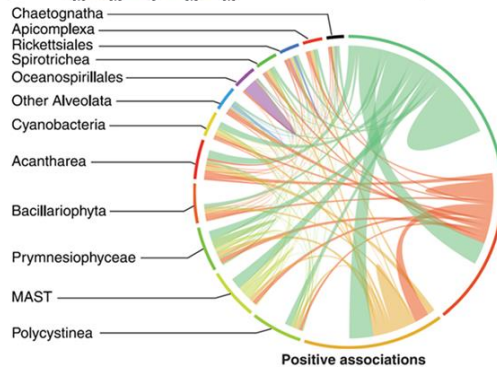 Chaetognatha
Apicomplexa
Rickettsiales
Spirotrichea
Oceanospirillales
Other Alveolata
Cyanobacteria
Acantharea
Bacillariophyta
Prymnesiophyceae
MAST
Polycystinea
Positive associations